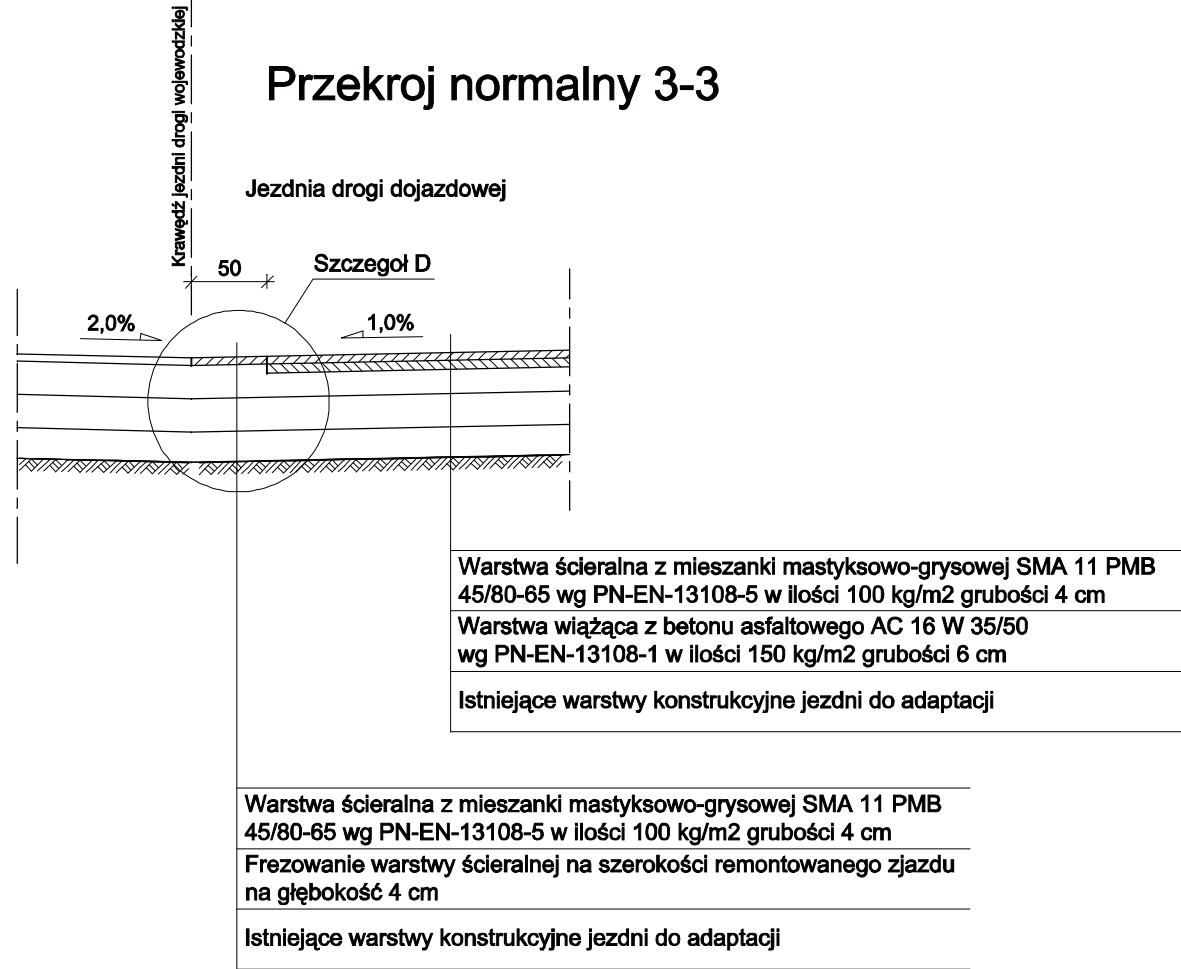 Krawędź jezdni drogi wojewodzkiej
Przekroj normalny 3-3
Jezdnia drogi dojazdowej
50
Szczegoł D
2,0%
1,0%
Warstwa ścieralna z mieszanki mastyksowo-grysowej SMA 11 PMB
45/80-65 wg PN-EN-13108-5 w ilości 100 kg/m2 grubości 4 cm
Warstwa wiążąca z betonu asfaltowego AC 16 W 35/50
wg PN-EN-13108-1 w ilości 150 kg/m2 grubości 6 cm
Istniejące warstwy konstrukcyjne jezdni do adaptacji
Warstwa ścieralna z mieszanki mastyksowo-grysowej SMA 11 PMB
45/80-65 wg PN-EN-13108-5 w ilości 100 kg/m2 grubości 4 cm
Frezowanie warstwy ścieralnej na szerokości remontowanego zjazdu
na głębokość 4 cm
Istniejące warstwy konstrukcyjne jezdni do adaptacji